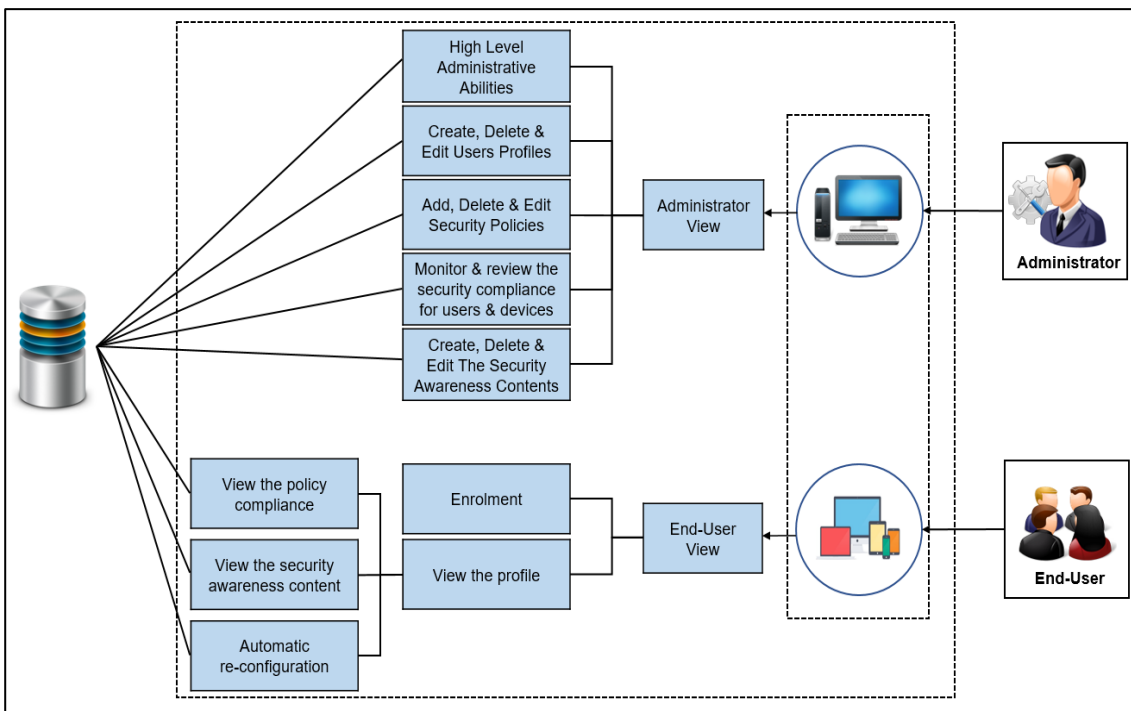 High Level
Administrative
Abilities
Create, Delete &
Edit Users Profiles
Add, Delete & Edit
Security Policies
Monitor & review the
security compliance
for users & devices
Create, Delete &
Edit The Security
Awareness Contents
Administrator
View
Administrator
View the policy
compliance
View the security
awareness content
Automatic
re-configuration
Enrolment
View the profile
End-User
View
End-User